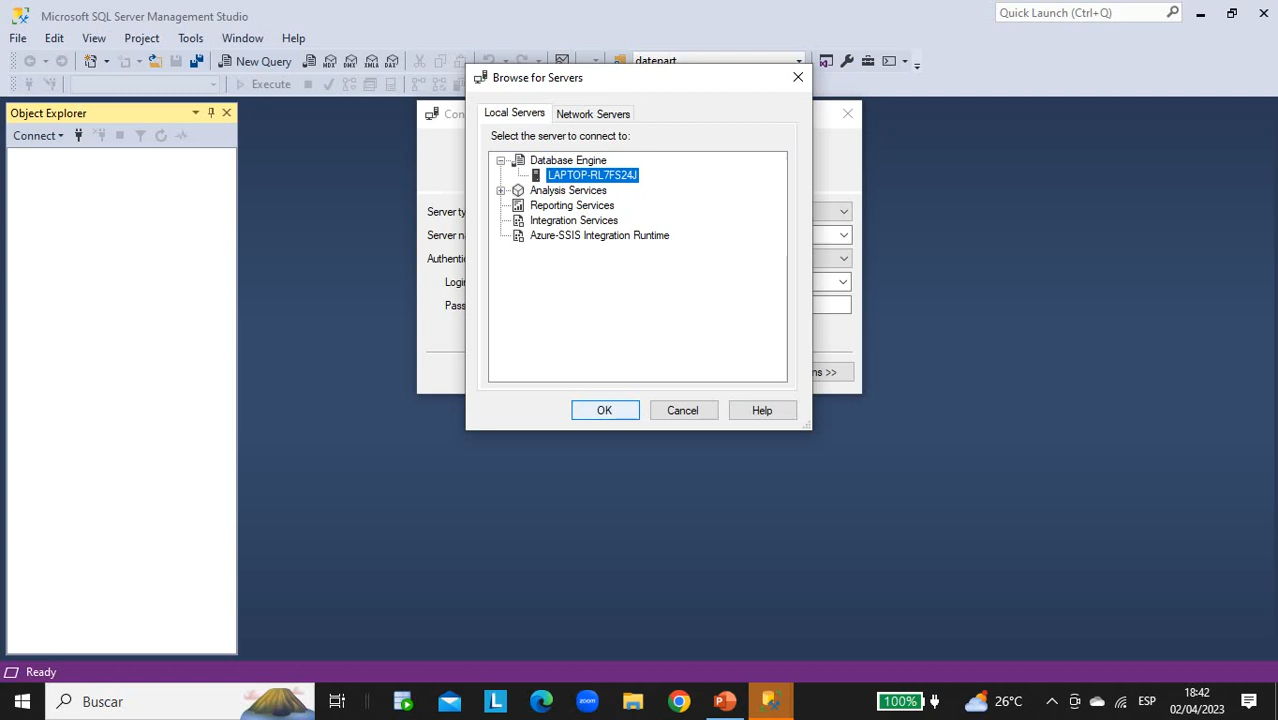 Microsoft SQL Server Management Studio
Quick Launch (Ctrl+Q)
File Edit View Project Tools Window Help
New Query
datepart
Execute
Browse for Servers
Object Explorer
Connect
Local Servers Network Servers
Select the server to connect to:
Database Engine
LAPTOP-RL7FS24J
Analysis Services
Reporting Services
Integration Services
Azure-SSIS Integration Runtime
Server ty
Server na
Authenti
Login
Pass
ns >>
OK Cancel Help
Ready
Buscar
100%
26°C
ESP
18:42
02/04/2023